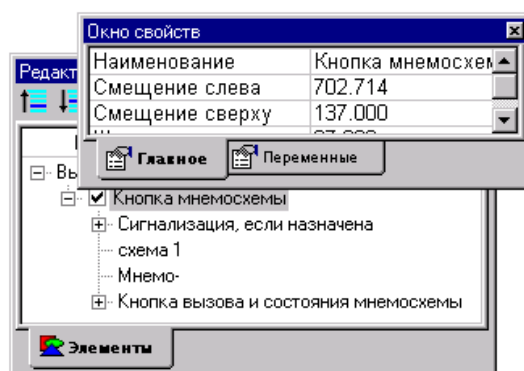 Окно свойств
Наименование Кнопка мнемосхем
Смещение слева 702.714
Смещение сверху 137.000
Главное Переменные
Редакт
Вы
Кнопка мнемосхемы
Сигнализация, если назначена
схема 1
Мнемо-
Кнопка вызова и состояния мнемосхемы
Элементы